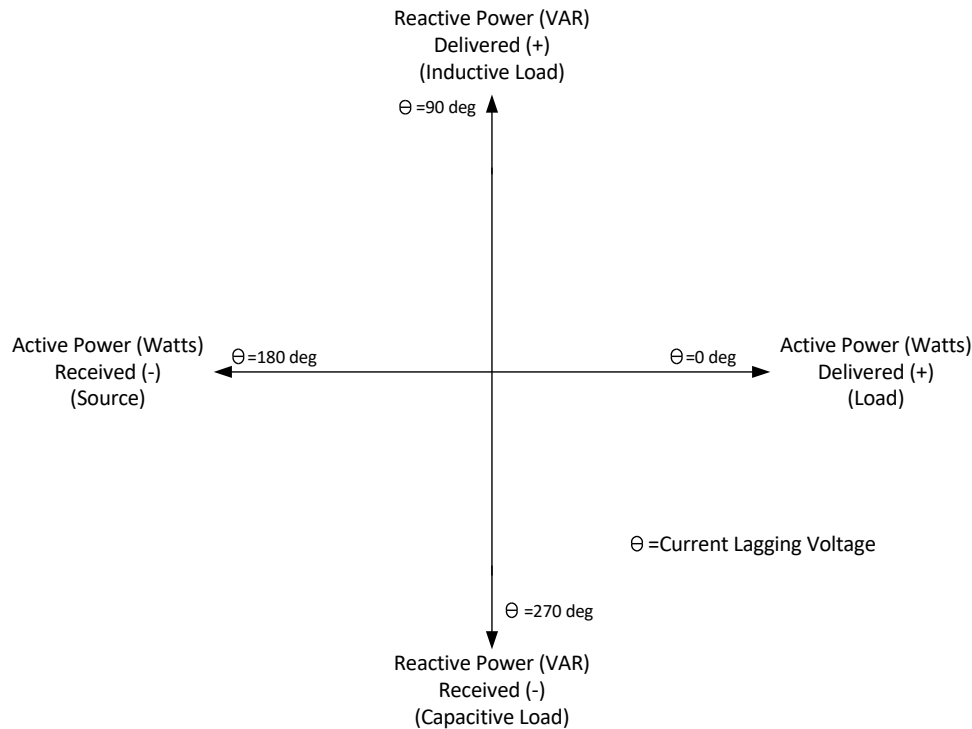 Reactive Power (VAR)
Delivered (+)
(Inductive Load)
Θ =90 deg
Active Power (Watts)
Received (-)
(Source)
Θ=180 deg
Θ=0 deg
Active Power (Watts)
Delivered (+)
(Load)
Θ =Current Lagging Voltage
Θ =270 deg
Reactive Power (VAR)
Received (-)
(Capacitive Load)